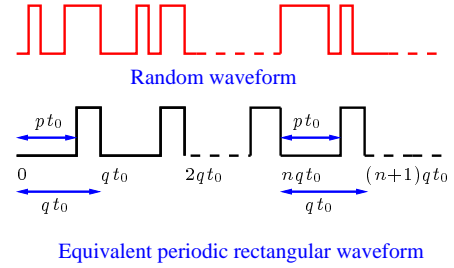 Random waveform
pt₀ pt₀
0 qt₀ 2qt₀ nqt₀ (n+1)qt₀
qt₀ qt₀
Equivalent periodic rectangular waveform